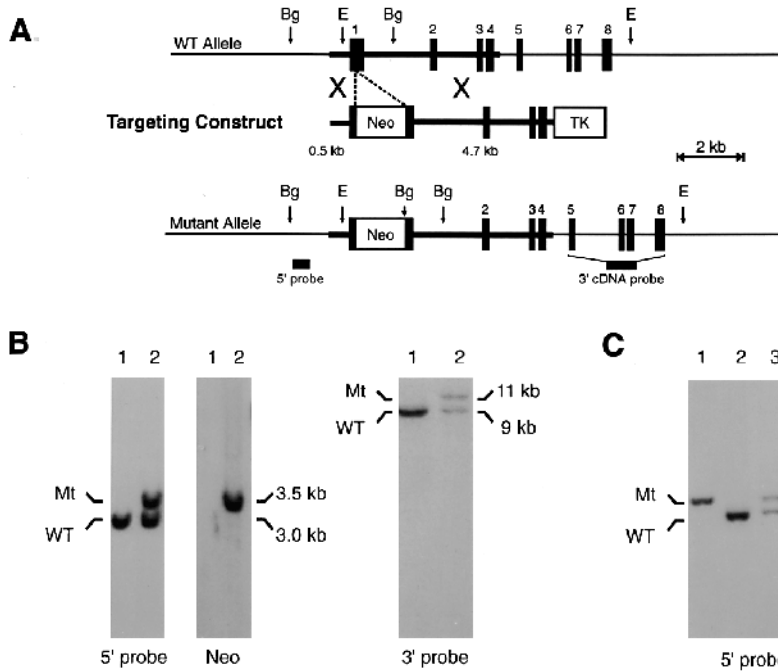 A
Bg E Bg E
1 2 3 4 5 6 7 8
WT Allele
X X
Targeting Construct
Neo TK
0.5 kb 4.7 kb
2 kb
Bg E Bg Bg E
2 3 4 5 6 7 8
Mutant Allele
Neo
5' probe 3' cDNA probe
B
1 2 1 2
Mt
WT
3.5 kb
3.0 kb
5' probe Neo
1 2
Mt
WT
11 kb
9 kb
3' probe
C
1 2 3
Mt
WT
5' probe